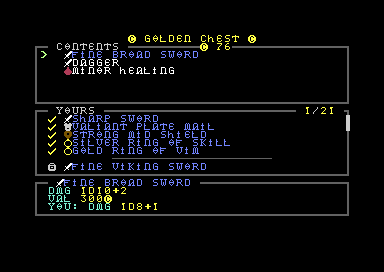 GOLDEN CHEST
CONTENTS
76
> FINE BROAD SWORD
DAGGER
MINOR HEALING
YOURS
1/21
SHARP SWORD
VALIANT PLATE MAIL
STRONG MID SHIELD
SILVER RING OF SKILL
GOLD RING OF VIM
FINE VIKING SWORD
FINE BROAD SWORD
DMG 1D10+2
VAL 300
YOU: DMG 1D8+1